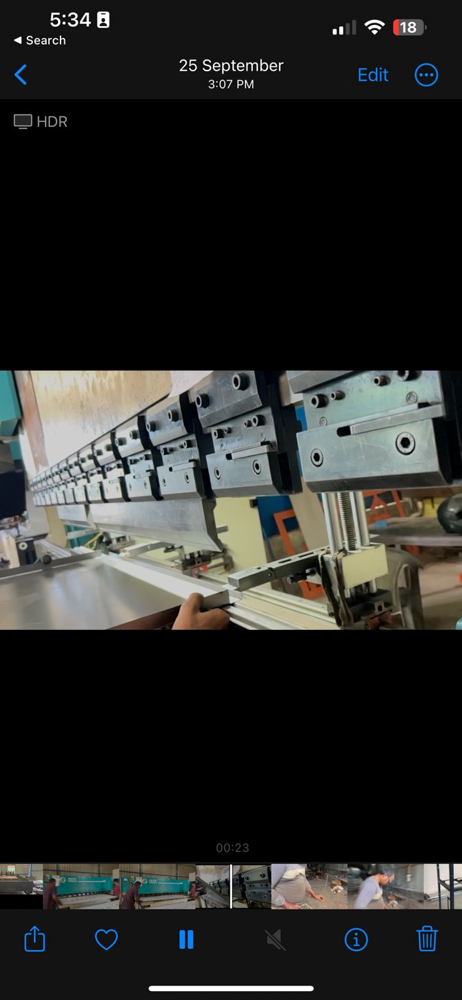 5:34
18
◀ Search
25 September
3:07 PM
Edit
HDR
00:23